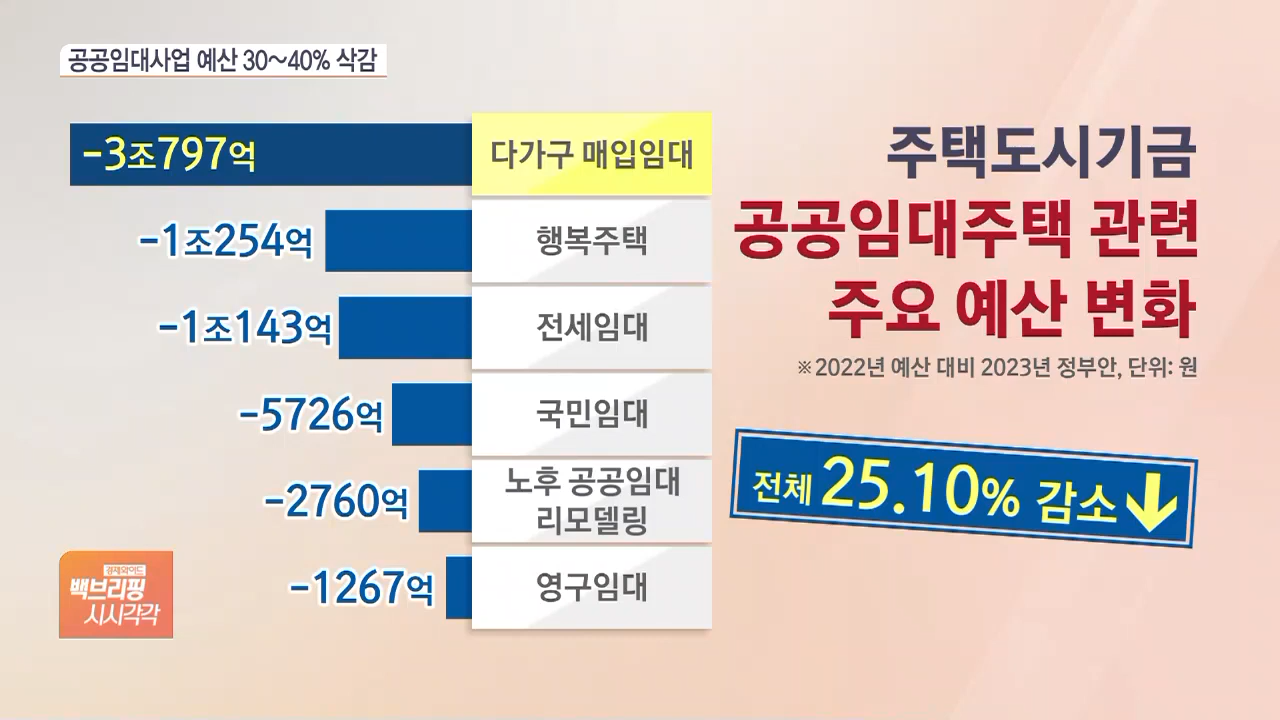 공공임대사업 예산 30~40% 삭감
주택도시기금
공공임대주택 관련
주요 예산 변화
※2022년 예산 대비 2023년 정부안, 단위: 원
-3조797억 다가구 매입임대
-1조254억 행복주택
-1조143억 전세임대
-5726억 국민임대
-2760억 노후 공공임대
리모델링
-1267억 영구임대
전체 25.10% 감소
경제와이드
백브리핑
시시각각